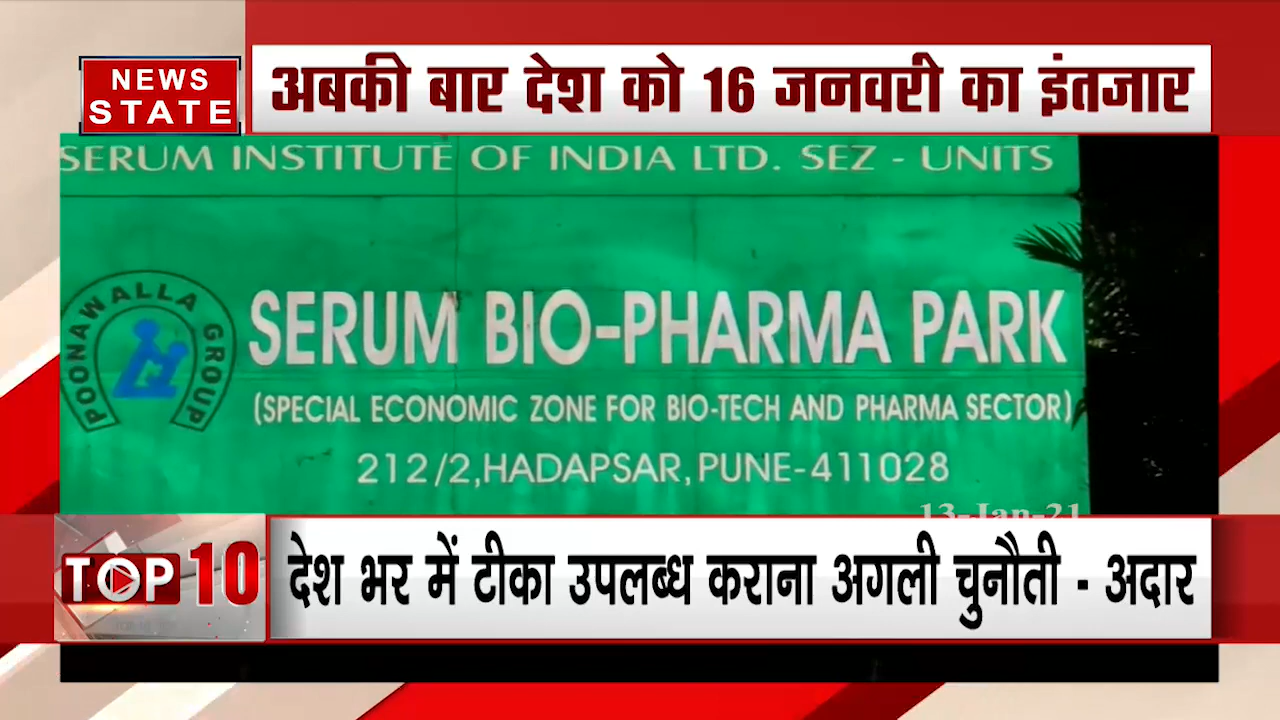 NEWS
STATE
अबकी बार देश को 16 जनवरी का इंतजार
SERUM INSTITUTE OF INDIA LTD. SEZ - UNITS
POONAWALLA GROUP
SERUM BIO-PHARMA PARK
(SPECIAL ECONOMIC ZONE FOR BIO-TECH AND PHARMA SECTOR)
212/2,HADAPSAR,PUNE-411028
13-Jan-21
TOP 10
देश भर में टीका उपलब्ध कराना अगली चुनौती - अदार